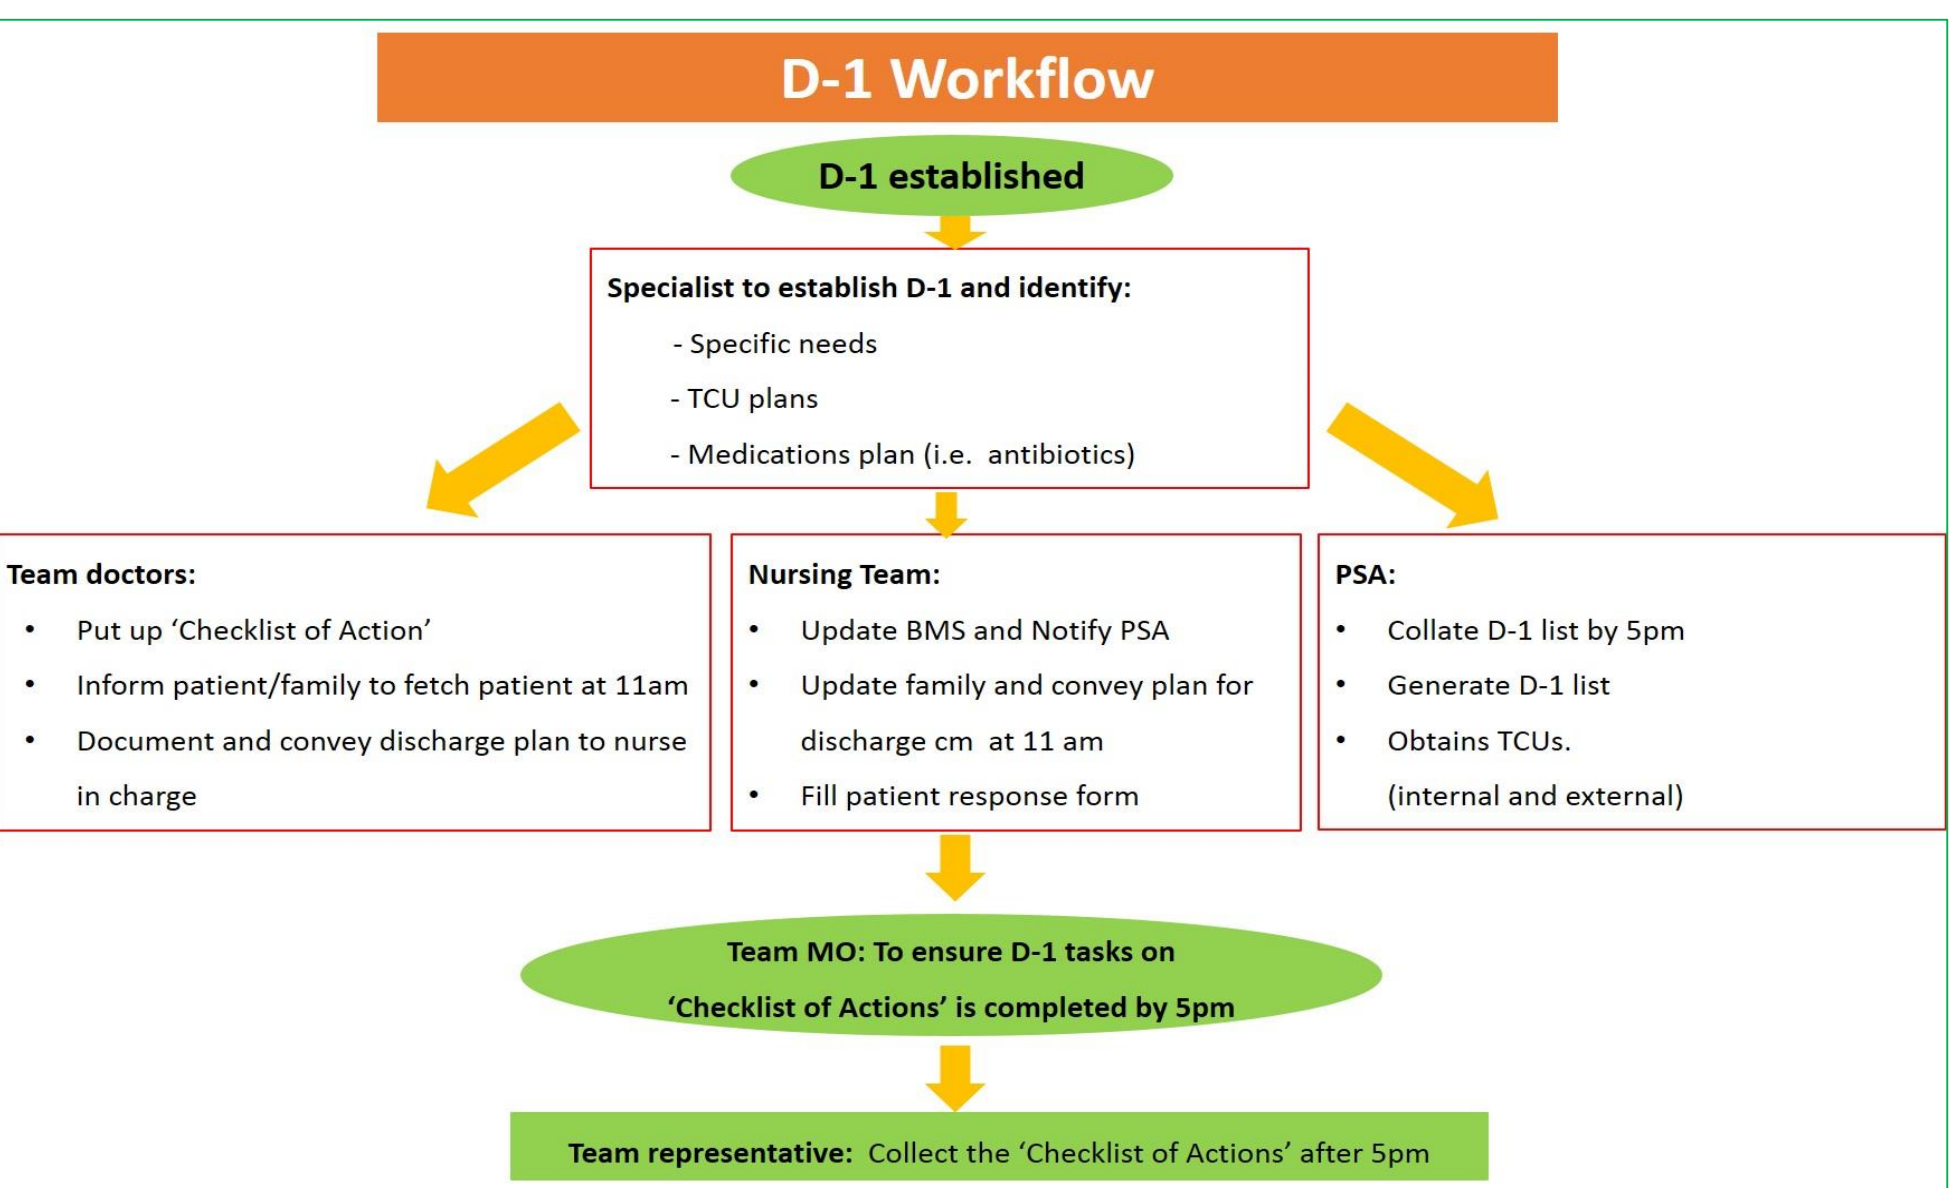 D-1 Workflow
D-1 established
Specialist to establish D-1 and identify:
- Specific needs
- TCU plans
- Medications plan (i.e. antibiotics)
Team doctors:
• Put up ‘Checklist of Action’
• Inform patient/family to fetch patient at 11am
• Document and convey discharge plan to nurse
in charge
Nursing Team:
• Update BMS and Notify PSA
• Update family and convey plan for
discharge cm at 11 am
• Fill patient response form
PSA:
• Collate D-1 list by 5pm
• Generate D-1 list
• Obtains TCUs.
(internal and external)
Team MO: To ensure D-1 tasks on
‘Checklist of Actions’ is completed by 5pm
Team representative: Collect the ‘Checklist of Actions’ after 5pm